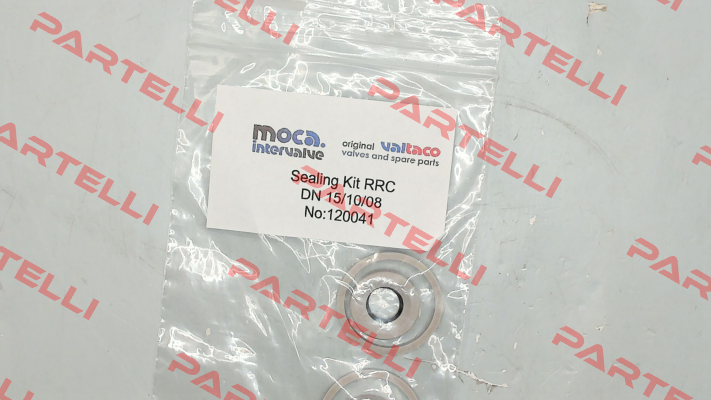 moca.
intervalve
original valtaco
valves and spare parts
Sealing Kit RRC
DN 15/10/08
No:120041
PARTELLI
PARTELLI
PARTELLI
PARTELLI
PARTELLI
PARTELLI
PARTELLI
PARTELLI
PARTELLI